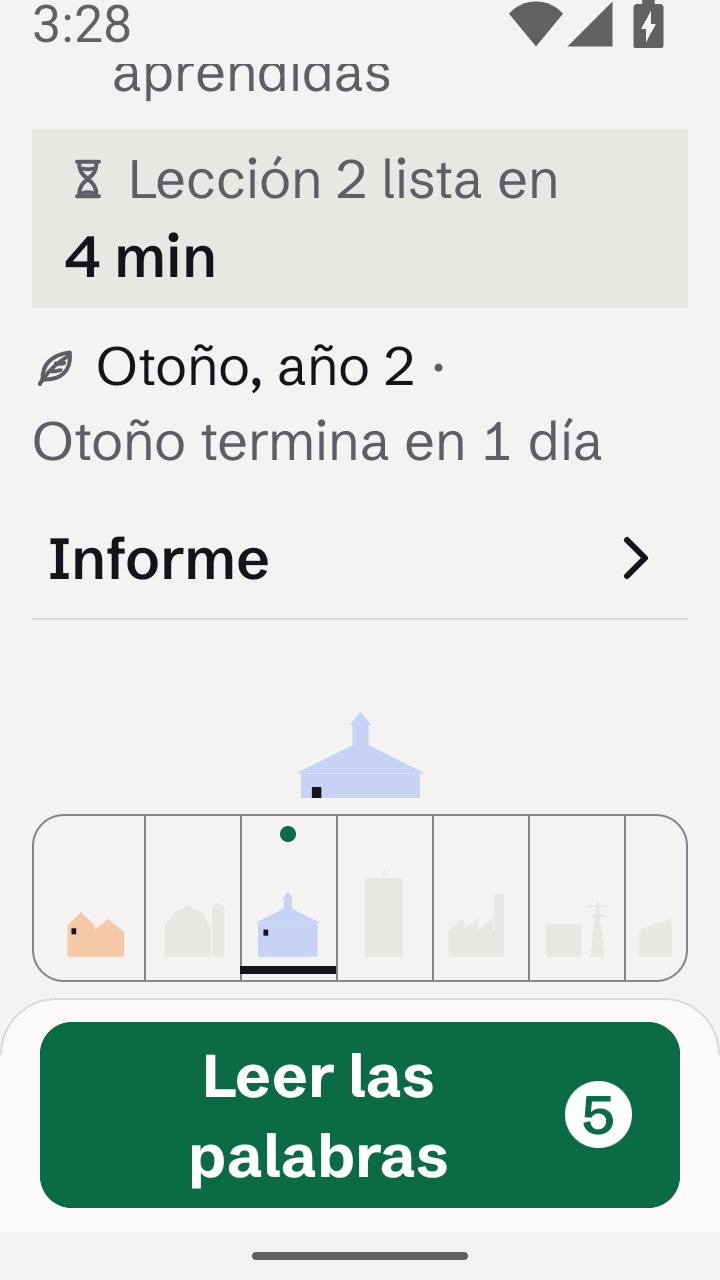 3:28
aprendidas
Lección 2 lista en
4 min
Otoño, año 2 ·
Otoño termina en 1 día
Informe
Leer las
palabras
5